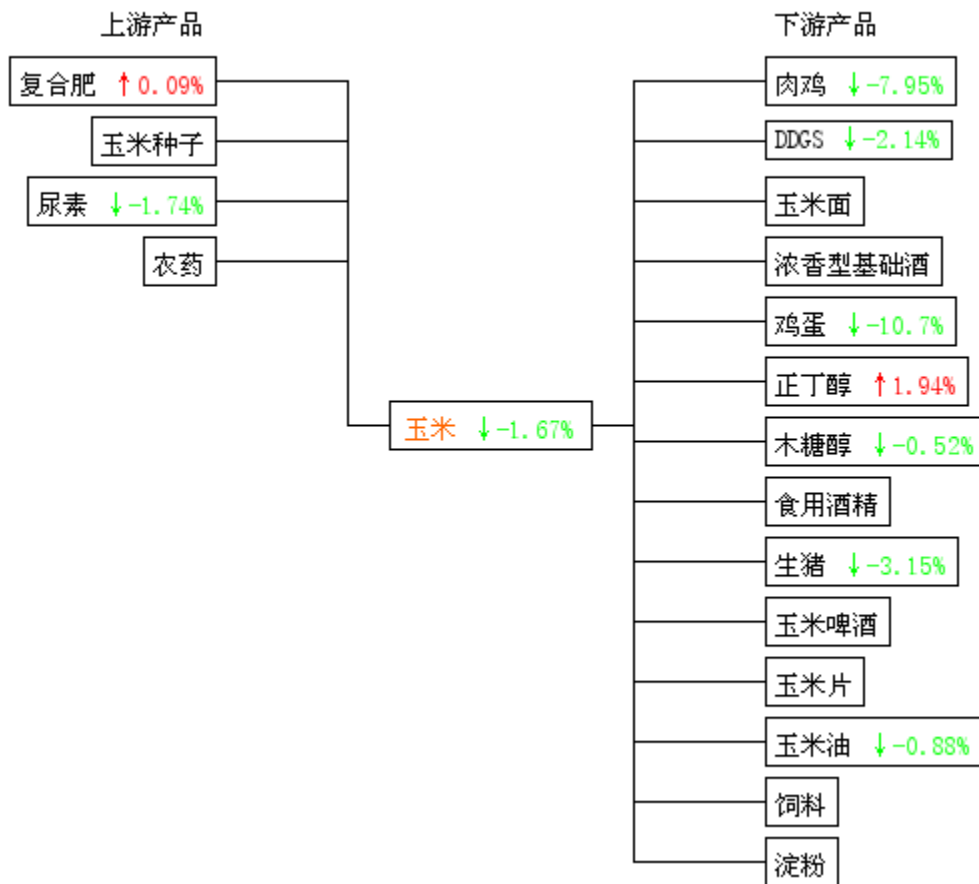 上游产品
复合肥 ↑0.09%
玉米种子
尿素 ↓-1.74%
农药
玉米 ↓-1.67%
下游产品
肉鸡 ↓-7.95%
DDGS ↓-2.14%
玉米面
浓香型基础酒
鸡蛋 ↓-10.7%
正丁醇 ↑1.94%
木糖醇 ↓-0.52%
食用酒精
生猪 ↓-3.15%
玉米啤酒
玉米片
玉米油 ↓-0.88%
饲料
淀粉